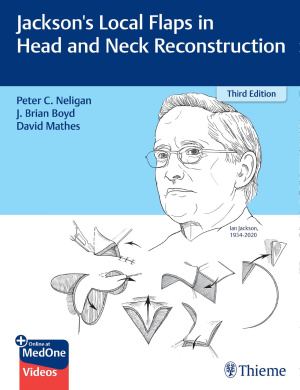 Jackson's Local Flaps in
Head and Neck Reconstruction
Third Edition
Peter C. Neligan
J. Brian Boyd
David Mathes
Ian Jackson,
1934-2020
Online at
MedOne
Videos
Thieme